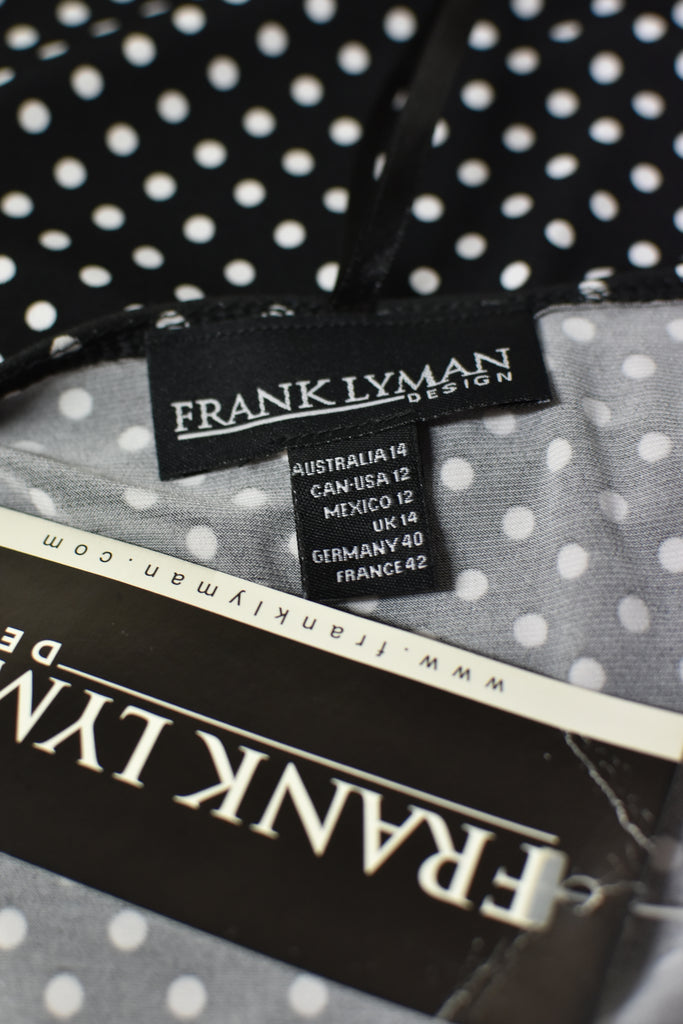 FRANK LYMAN
DESIGN
AUSTRALIA 14
CAN-USA 12
MEXICO 12
UK 14
GERMANY 40
FRANCE 42
www.franklyman.com
FRANK LYM
DE